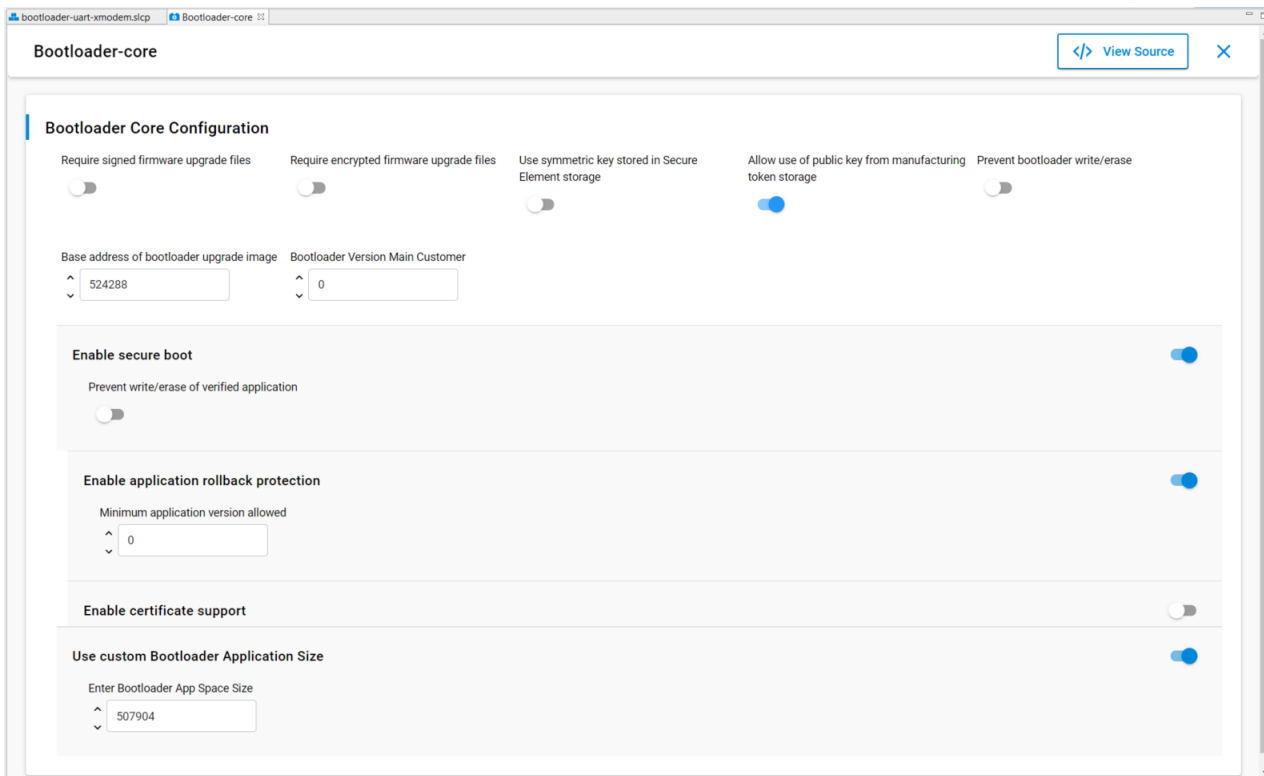 bootloader-uart-xmodem.slcp
Bootloader-core
Bootloader-core
View Source
Bootloader Core Configuration
Require signed firmware upgrade files
Require encrypted firmware upgrade files
Use symmetric key stored in Secure
Element storage
Allow use of public key from manufacturing
token storage
Prevent bootloader write/erase
Base address of bootloader upgrade image
524288
Bootloader Version Main Customer
0
Enable secure boot
Prevent write/erase of verified application
Enable application rollback protection
Minimum application version allowed
0
Enable certificate support
Use custom Bootloader Application Size
Enter Bootloader App Space Size
507904